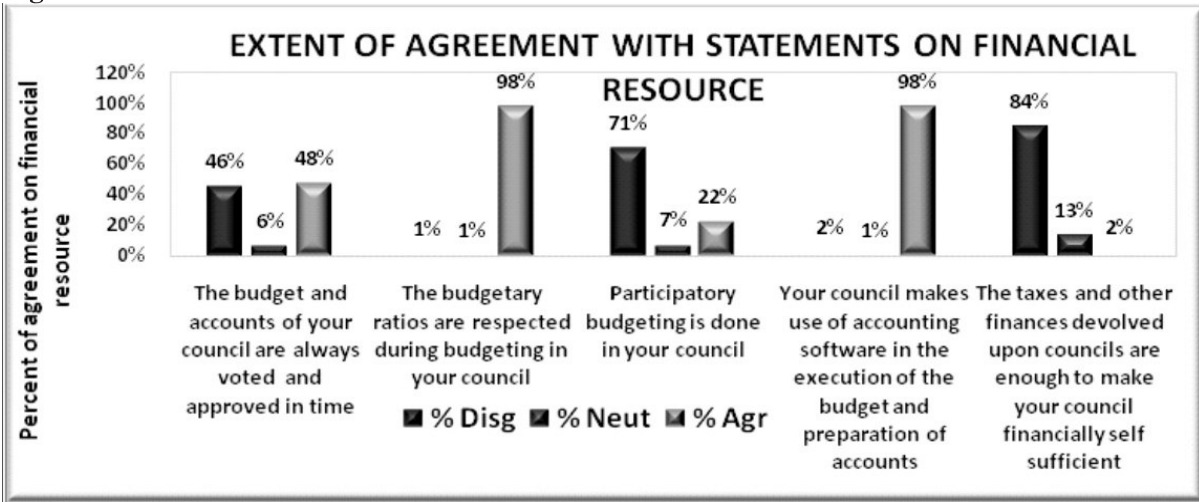 EXTENT OF AGREEMENT WITH STATEMENTS ON FINANCIAL
RESOURCE
Percent of agreement on financial
resource
120%
100%
80%
60%
40%
20%
0%
46%
6%
48%
1%
1%
98%
71%
7%
22%
2%
1%
98%
84%
13%
2%
The budget and
accounts of your
council are always
voted and
approved in time
The budgetary
ratios are respected
during budgeting in
your council
Participatory
budgeting is done
in your council
Your council makes
use of accounting
software in the
execution of the
budget and
preparation of
accounts
The taxes and other
finances devolved
upon councils are
enough to make
your council
financially self
sufficient
% Disg % Neut % Agr